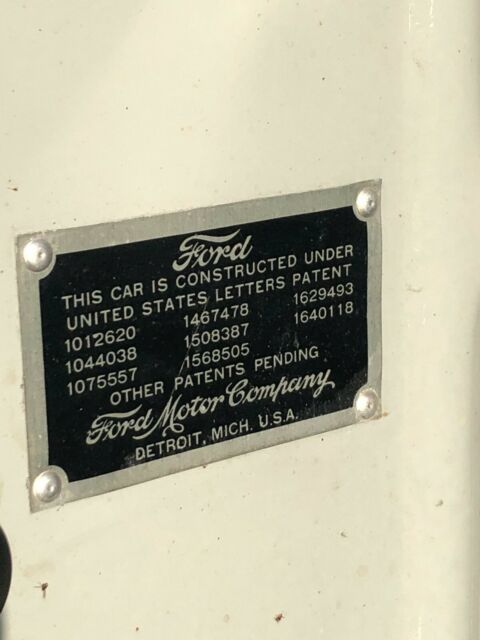 Ford
THIS CAR IS CONSTRUCTED UNDER
UNITED STATES LETTERS PATENT
1012620 1467478 1629493
1044038 1508387 1640118
1075557 1568505
OTHER PATENTS PENDING
Ford Motor Company
DETROIT, MICH. U.S.A.